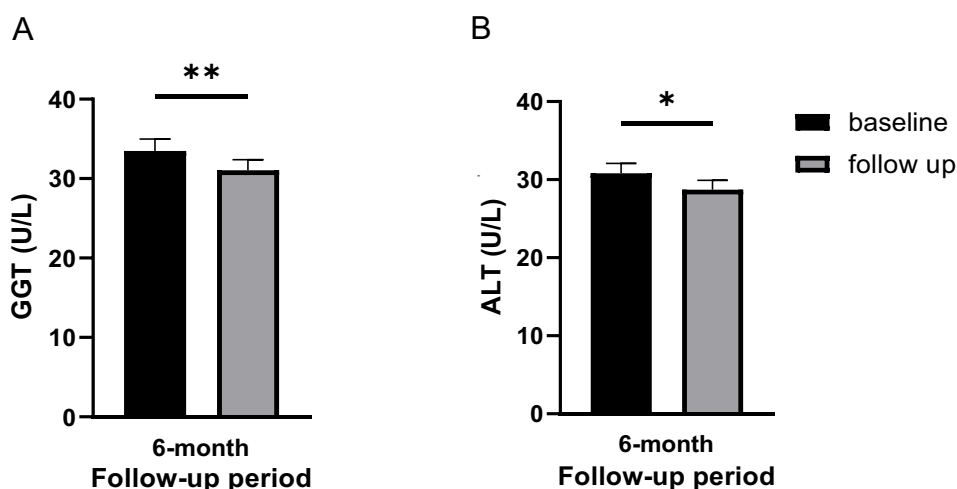 A
**
GGT (U/L)
40
30
20
10
0
6-month
Follow-up period
B
*
ALT (U/L)
40
30
20
10
0
6-month
Follow-up period
baseline
follow up